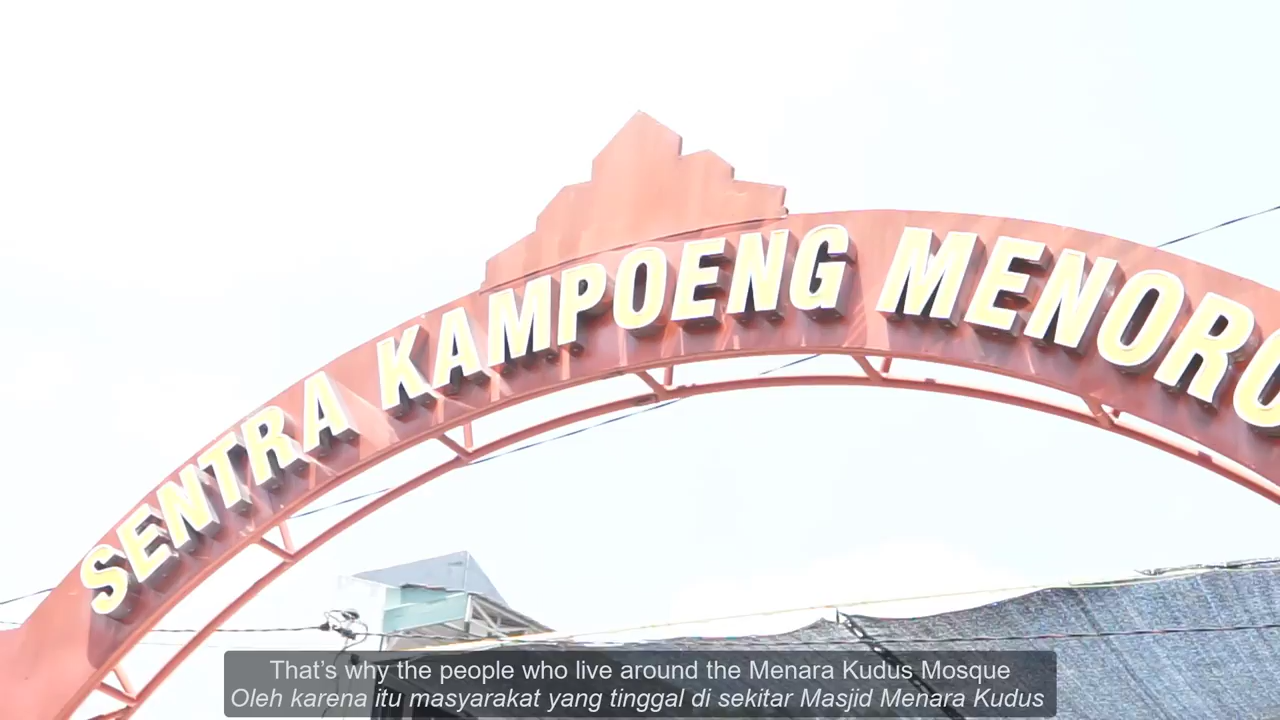 SENTRA KAMPOENG MENORO
That's why the people who live around the Menara Kudus Mosque
Oleh karena itu masyarakat yang tinggal di sekitar Masjid Menara Kudus